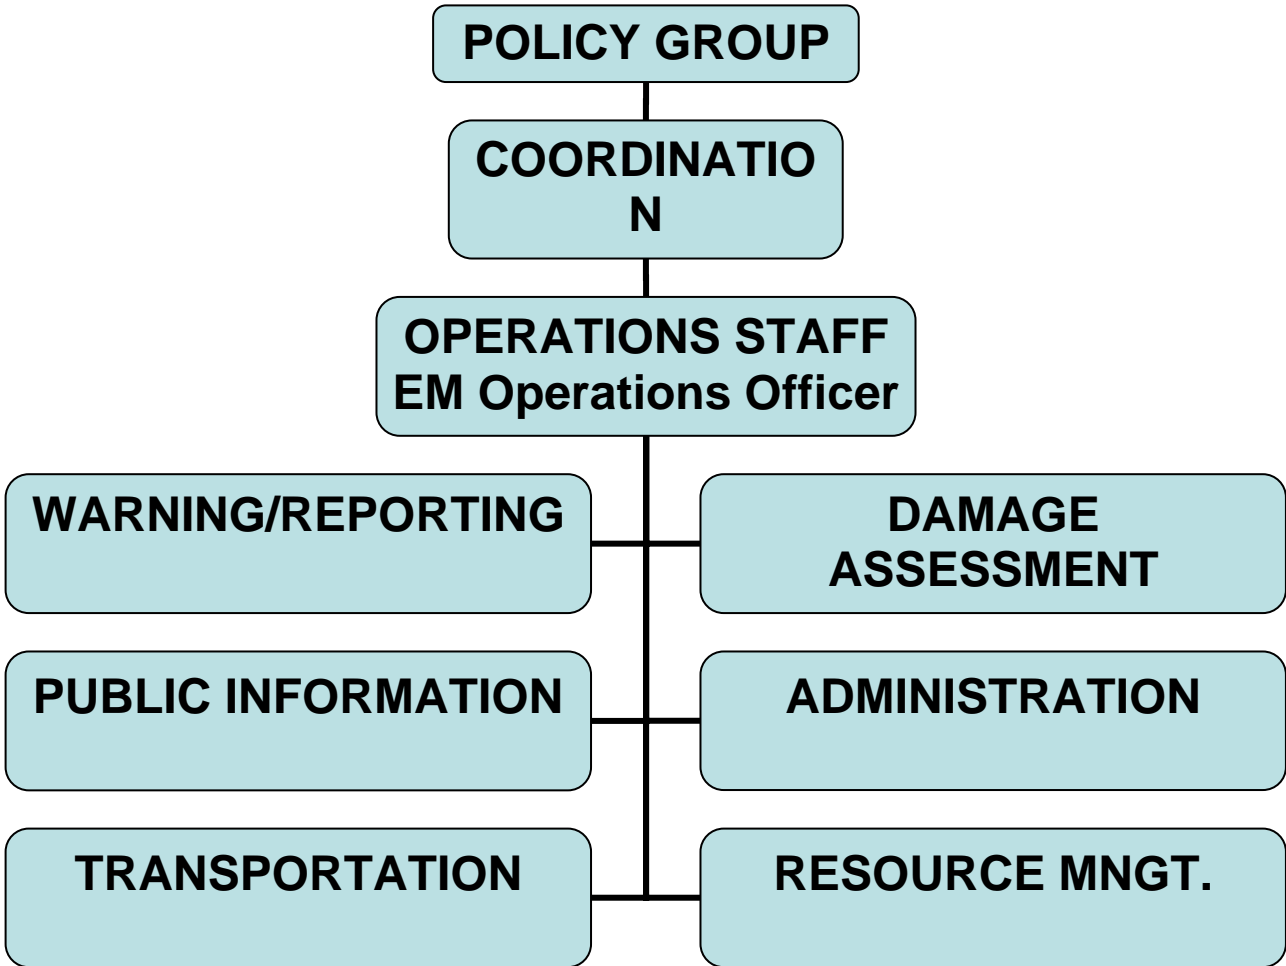 POLICY GROUP
COORDINATIO
N
OPERATIONS STAFF
EM Operations Officer
WARNING/REPORTING
DAMAGE
ASSESSMENT
PUBLIC INFORMATION
ADMINISTRATION
TRANSPORTATION
RESOURCE MNGT.